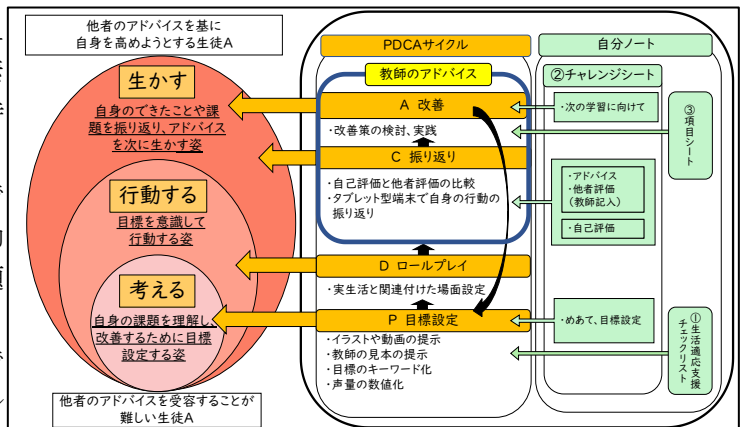 他者のアドバイスを基に
自身を高めようとする生徒A
生かす
自身のできたことや課
題を振り返り、アドバイス
を次に生かす姿
行動する
目標を意識して
行動する姿
考える
自身の課題を理解し、
改善するために目標
設定する姿
他者のアドバイスを受容することが
難しい生徒A
PDCAサイクル
教師のアドバイス
A 改善
・改善策の検討、実践
C 振り返り
・自己評価と他者評価の比較
・タブレット型端末で自身の行動の
振り返り
D ロールプレイ
・実生活と関連付けた場面設定
P 目標設定
・イラストや動画の提示
・教師の見本の提示
・目標のキーワード化
・声量の数値化
自分ノート
②チャレンジシート
・次の学習に向けて
・アドバイス
・他者評価
(教師記入)
・自己評価
・めあて、目標設定
③項目シート
①生活適応支援
チェックリスト